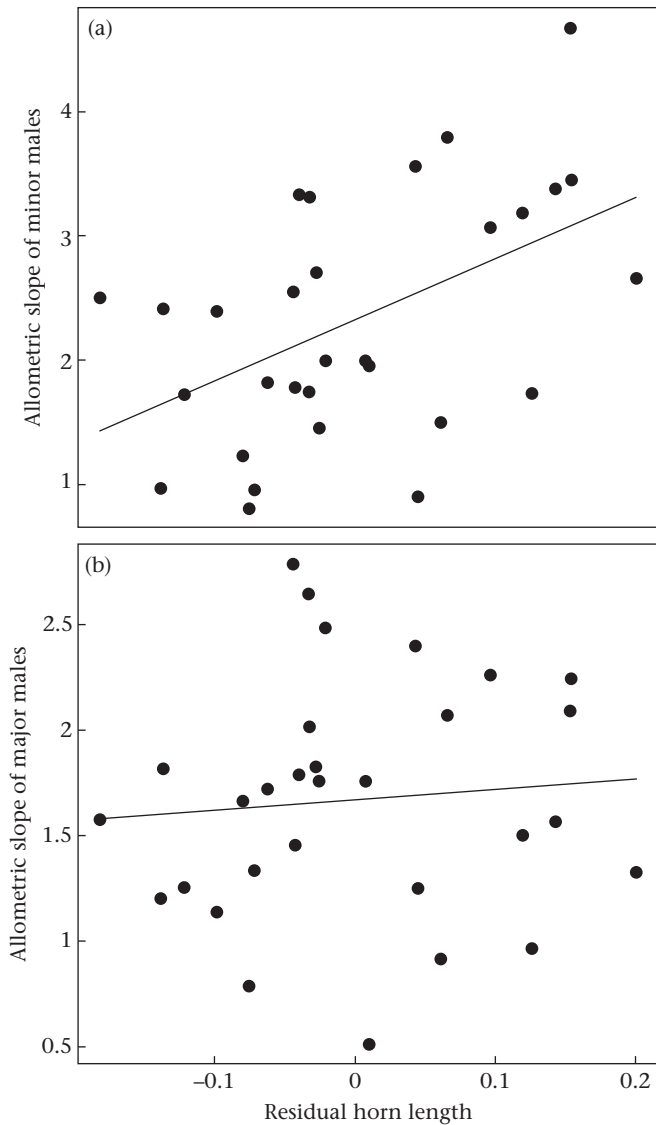 (a)
4
3
2
1
Allometric slope of minor males
(b)
2.5
2
1.5
1
0.5
Allometric slope of major males
–0.1 0 0.1 0.2
Residual horn length